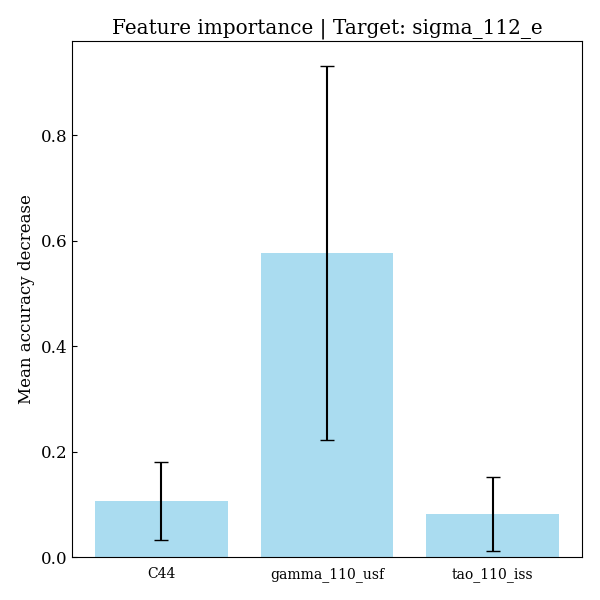 Feature importance | Target: sigma_112_e
Mean accuracy decrease
0.8
0.6
0.4
0.2
0.0
C44
gamma_110_usf
tao_110_iss